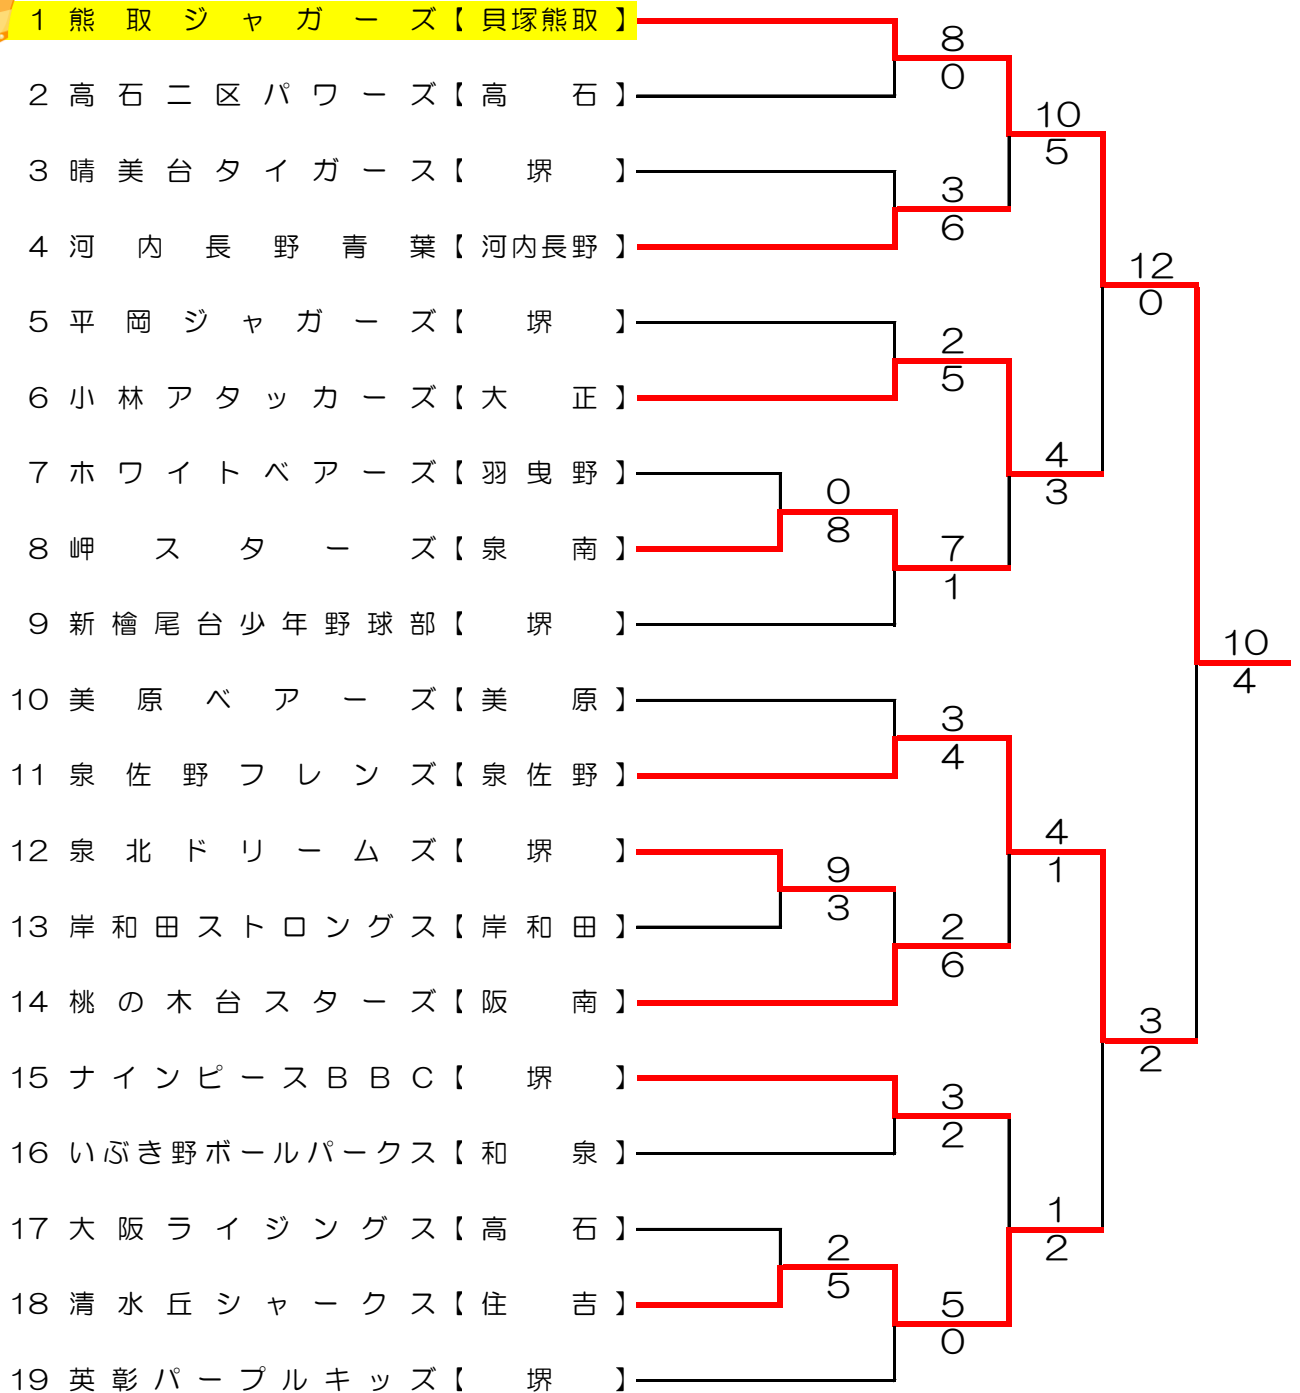 1 熊取ジャガーズ【貝塚熊取】
8
0
2 高石二区パワーズ【高石】
10
5
3 晴美台タイガース【堺】
3
6
4 河内長野青葉【河内長野】
12
0
5 平岡ジャガーズ【堺】
2
5
6 小林アタッカーズ【大正】
4
3
7 ホワイトベアーズ【羽曳野】
0
8
8 岬スターズ【泉南】
7
1
9 新檜尾台少年野球部【堺】
10
4
10 美原ベアーズ【美原】
3
4
11 泉佐野フレンズ【泉佐野】
4
1
12 泉北ドリームズ【堺】
9
3
13 岸和田ストロングス【岸和田】
2
6
14 桃の木台スターズ【阪南】
3
2
15 ナインピースBBC【堺】
3
2
16 いぶき野ボールパークス【和泉】
1
2
17 大阪ライジングス【高石】
2
5
18 清水丘シャークス【住吉】
5
0
19 英彰パープルキッズ【堺】